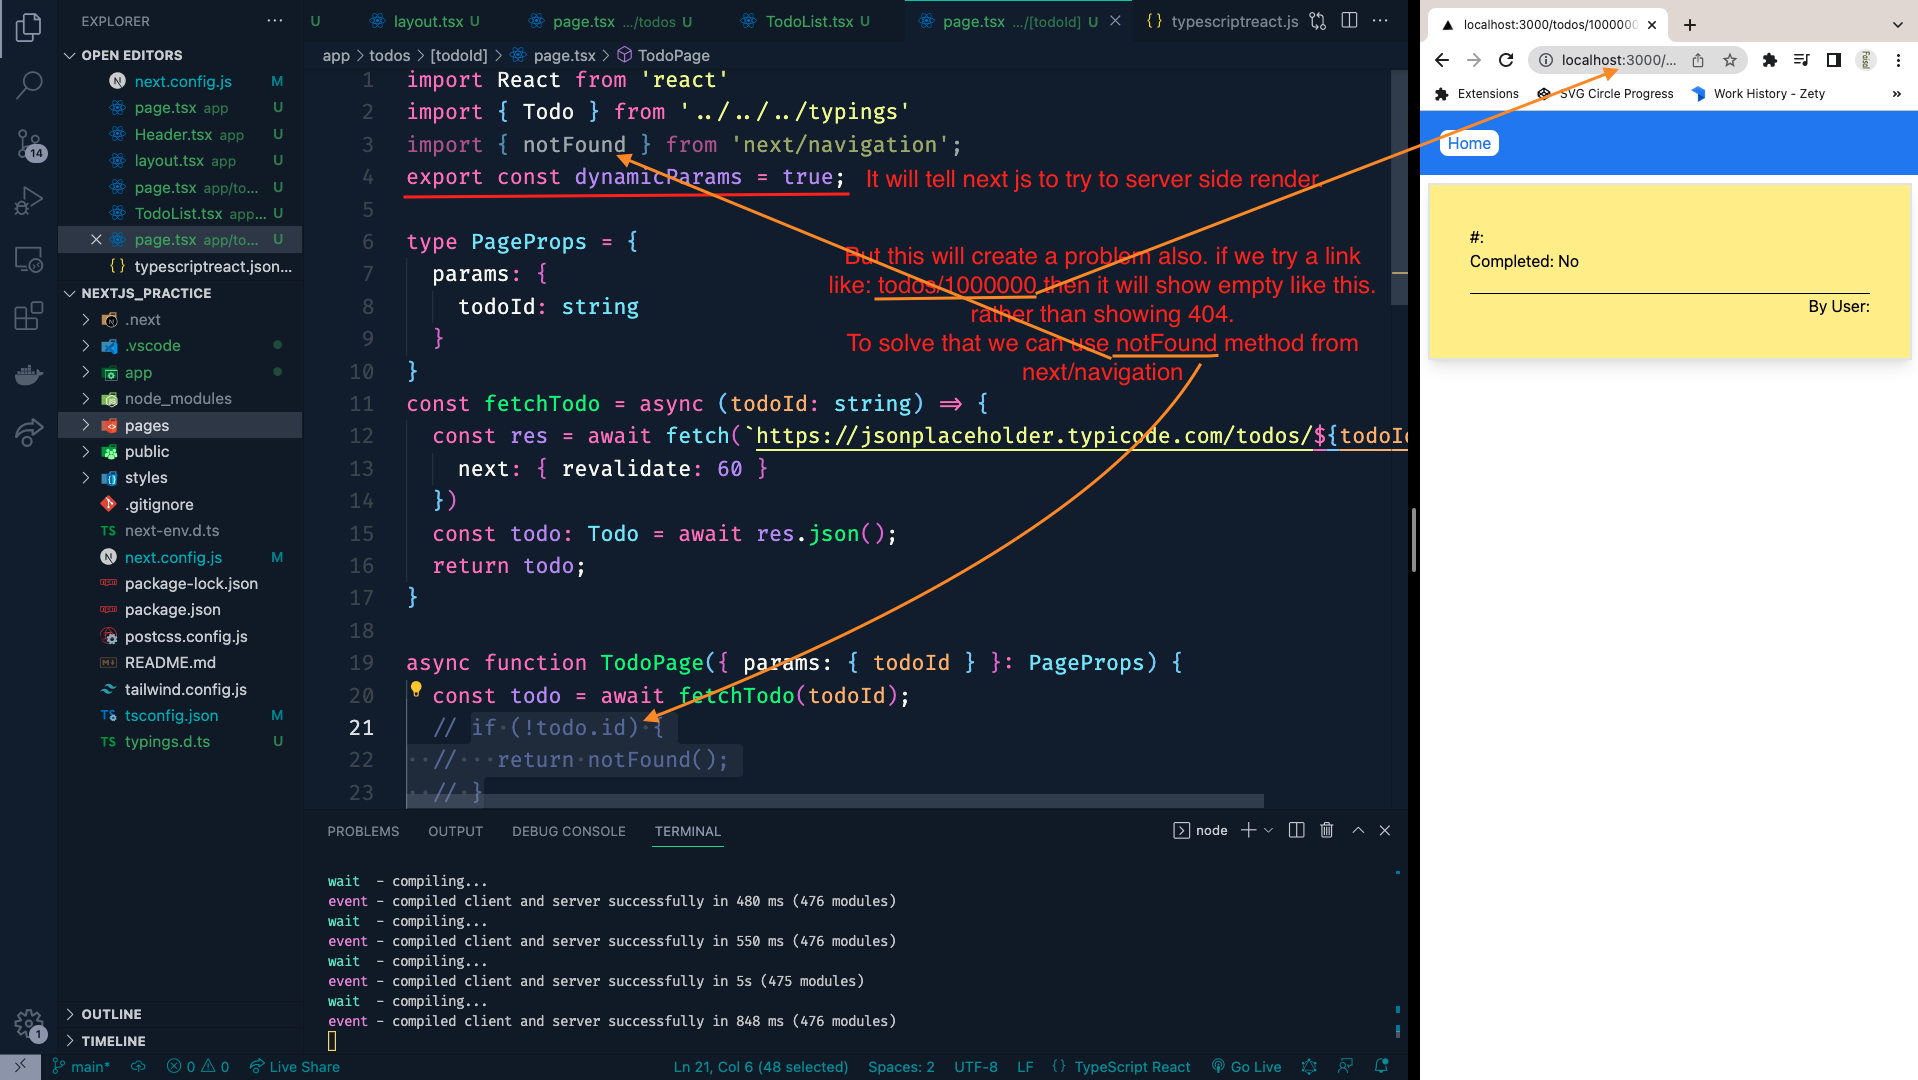 EXPLORER
OPEN EDITORS
next.config.js M
page.tsx app U
Header.tsx app U
layout.tsx app U
page.tsx app/to... U
TodoList.tsx app... U
page.tsx app/to... U
typescriptreact.json...
NEXTJS_PRACTICE
.next
.vscode
app
node_modules
pages
public
styles
.gitignore
next-env.d.ts
next.config.js M
package-lock.json
package.json
postcss.config.js
README.md
tailwind.config.js
tsconfig.json M
typings.d.ts U
OUTLINE
TIMELINE
14
1
U layout.tsx U page.tsx .../todos U TodoList.tsx U page.tsx .../[todoId] U typescriptreact.js
app > todos > [todoId] > page.tsx > TodoPage
1 import React from 'react'
2 import { Todo } from '../../../typings'
3 import { notFound } from 'next/navigation';
4 export const dynamicParams = true; It will tell next js to try to server side render.
5
6 type PageProps = {
7 params: {
8 todoId: string
9 }
10 }
11 const fetchTodo = async (todoId: string) => {
12 const res = await fetch(`https://jsonplaceholder.typicode.com/todos/${todoId
13 next: { revalidate: 60 }
14 })
15 const todo: Todo = await res.json();
16 return todo;
17 }
18
19 async function TodoPage({ params: { todoId } }: PageProps) {
20 const todo = await fetchTodo(todoId);
21 // if (!todo.id) {
22 // return notFound();
23 // }
But this will create a problem also. if we try a link
like: todos/1000000 then it will show empty like this.
rather than showing 404.
To solve that we can use notFound method from
next/navigation
PROBLEMS OUTPUT DEBUG CONSOLE TERMINAL node
wait - compiling...
event - compiled client and server successfully in 480 ms (476 modules)
wait - compiling...
event - compiled client and server successfully in 550 ms (476 modules)
wait - compiling...
event - compiled client and server successfully in 5s (475 modules)
wait - compiling...
event - compiled client and server successfully in 848 ms (476 modules)
main* 0 0 Live Share Ln 21, Col 6 (48 selected) Spaces: 2 UTF-8 LF {} TypeScript React Go Live
localhost:3000/todos/1000000
localhost:3000/...
Extensions SVG Circle Progress Work History - Zety »
Home
#:
Completed: No
By User: